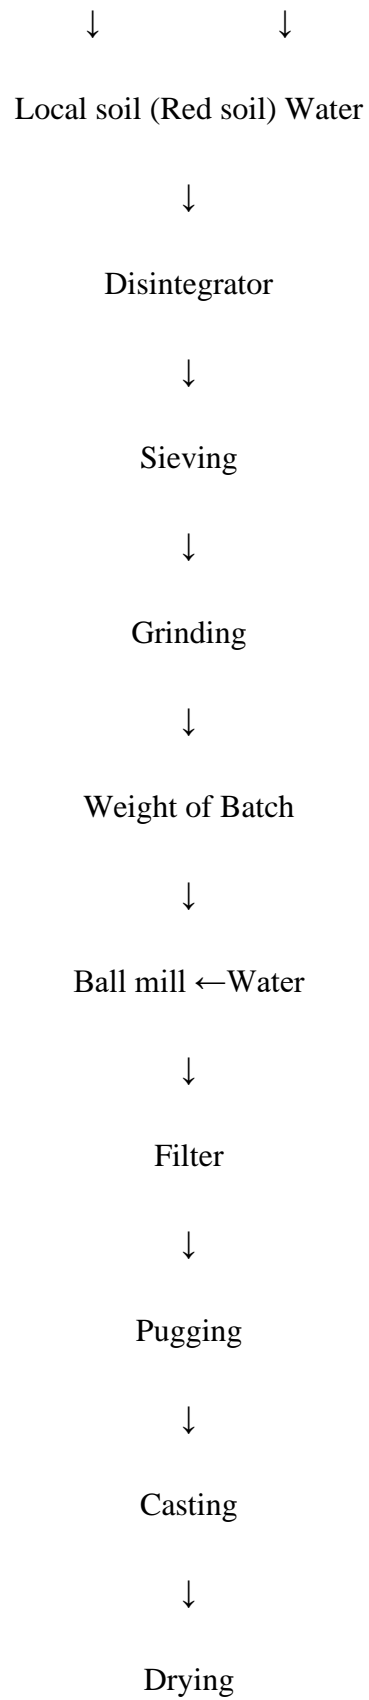 ↓ ↓
Local soil (Red soil) Water
↓
Disintegrator
↓
Sieving
↓
Grinding
↓
Weight of Batch
↓
Ball mill ←Water
↓
Filter
↓
Pugging
↓
Casting
↓
Drying